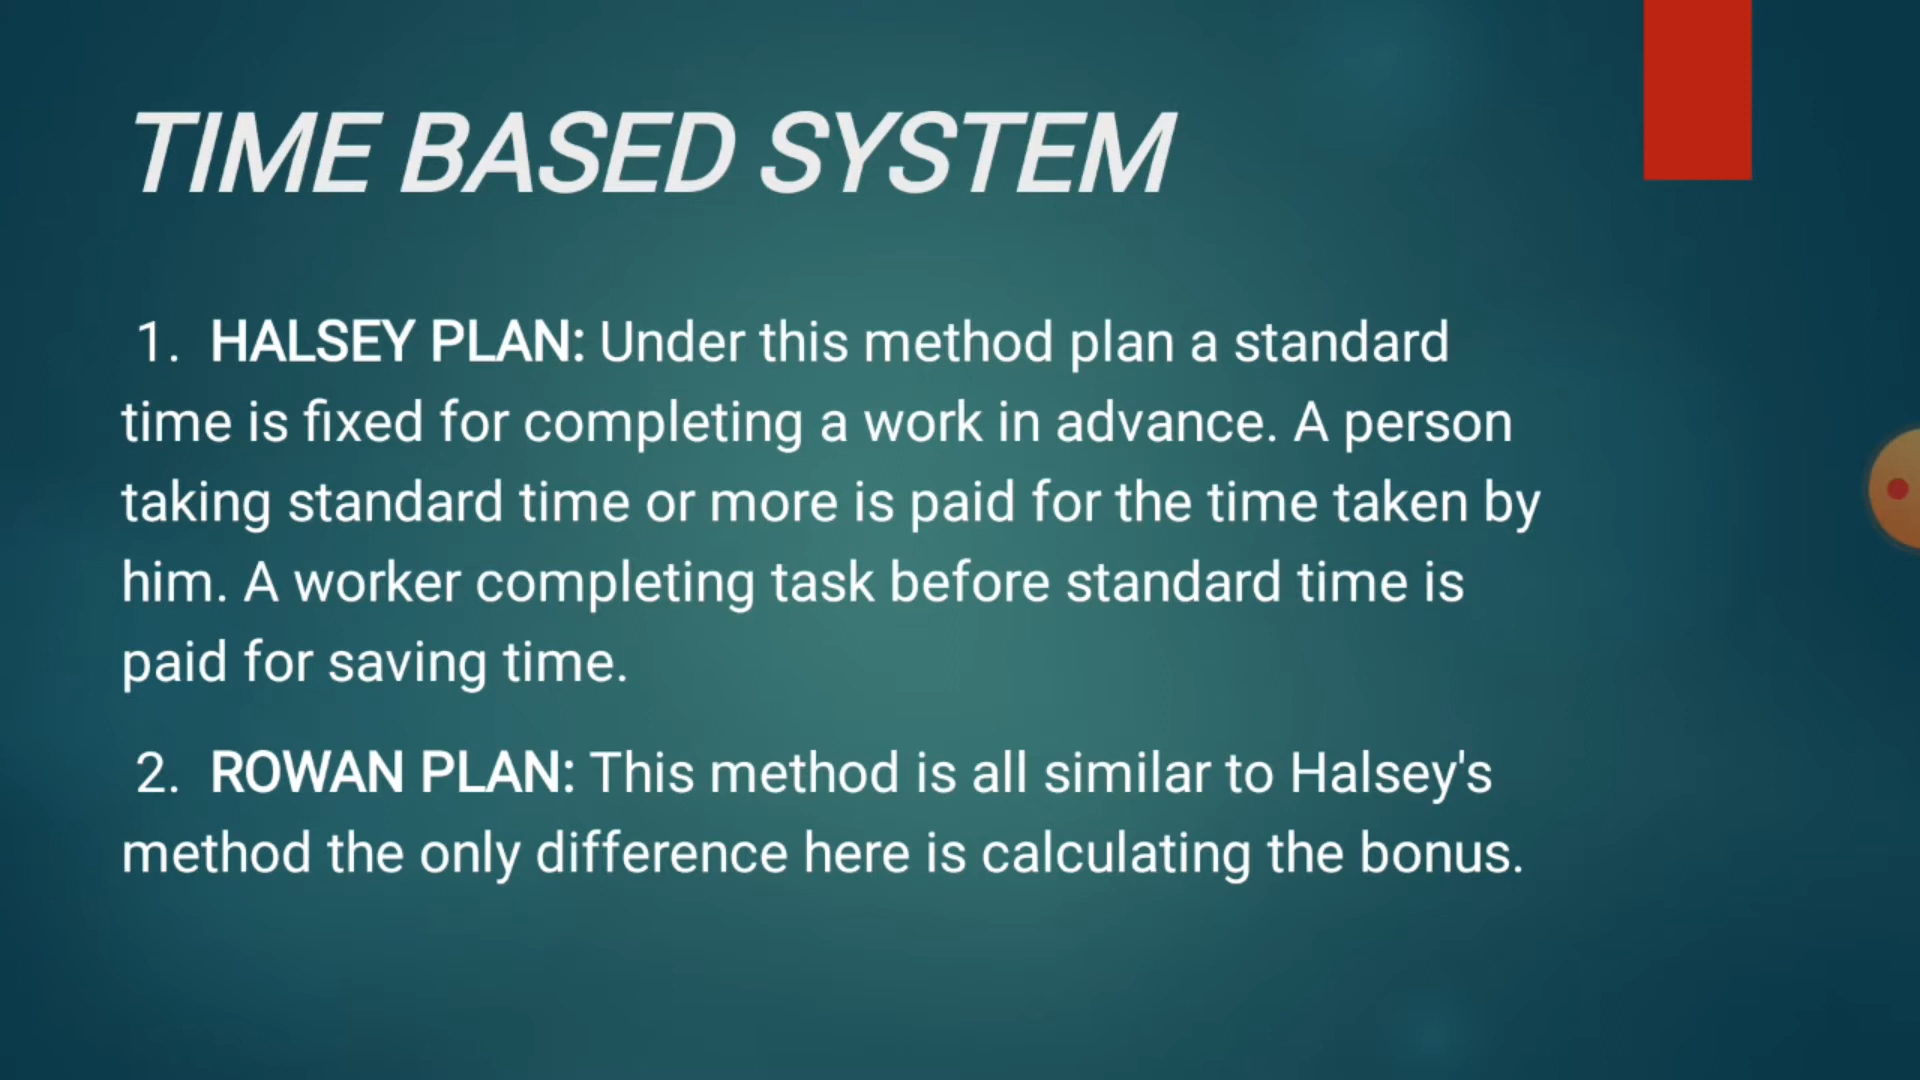 TIME BASED SYSTEM
1. HALSEY PLAN: Under this method plan a standard
time is fixed for completing a work in advance. A person
taking standard time or more is paid for the time taken by
him. A worker completing task before standard time is
paid for saving time.
2. ROWAN PLAN: This method is all similar to Halsey's
method the only difference here is calculating the bonus.